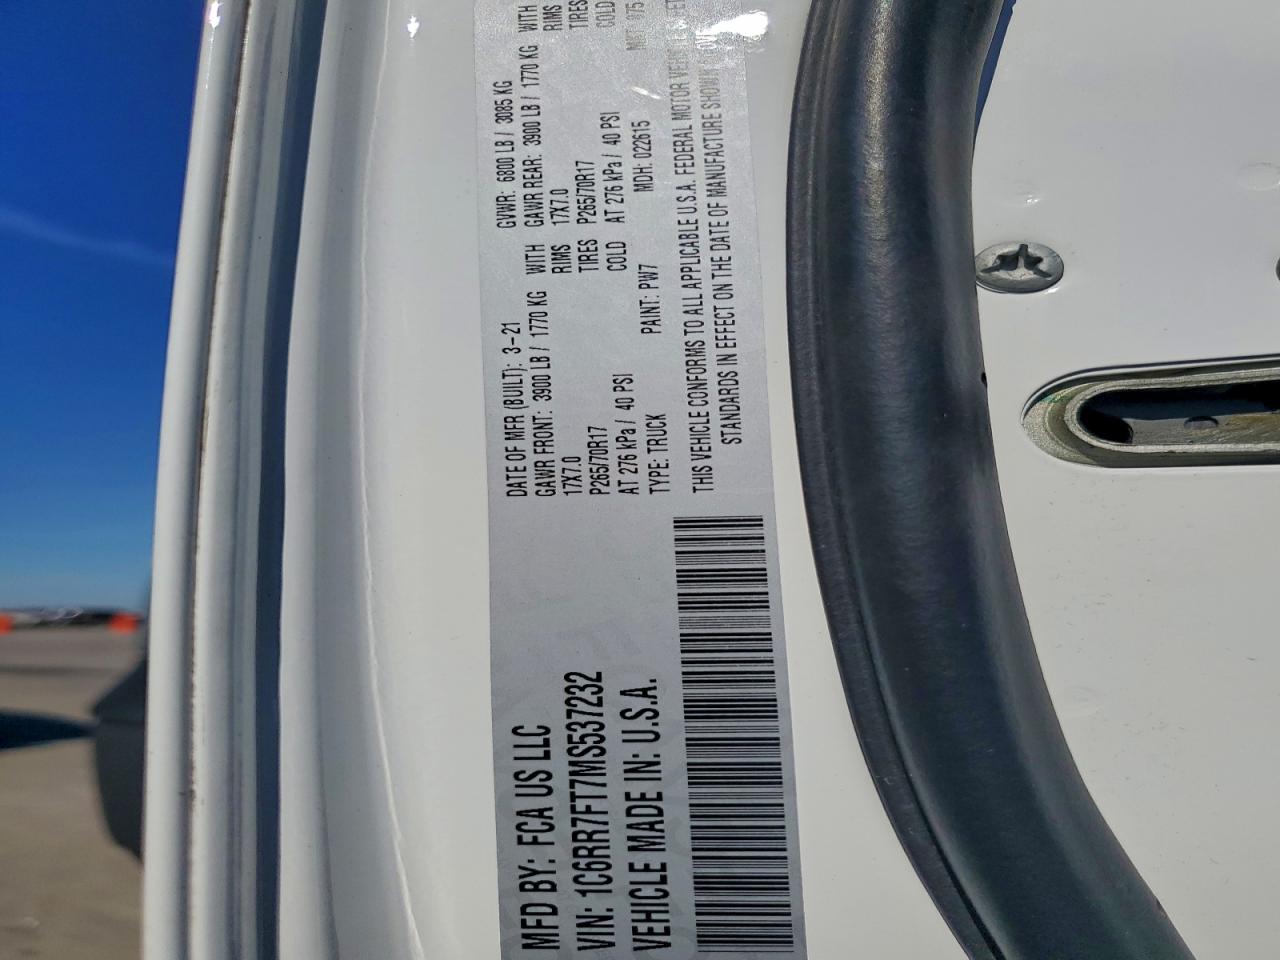 MFD BY: FCA US LLC
VIN: 1C6RR7FT7MS537232
VEHICLE MADE IN: U.S.A.
DATE OF MFR (BUILT): 3-21 GVWR: 6800 LB / 3085 KG
GAWR FRONT: 3900 LB / 1770 KG WITH GAWR REAR: 3900 LB / 1770 KG WITH
17X7.0 RIMS 17X7.0 RIMS
P265/70R17 TIRES P265/70R17 TIRES
AT 276 kPa / 40 PSI COLD AT 276 kPa / 40 PSI COLD
TYPE: TRUCK PAINT: PW7 MDH: 022615
THIS VEHICLE CONFORMS TO ALL APPLICABLE U.S.A. FEDERAL MOTOR VEHICLE
STANDARDS IN EFFECT ON THE DATE OF MANUFACTURE SHOWN